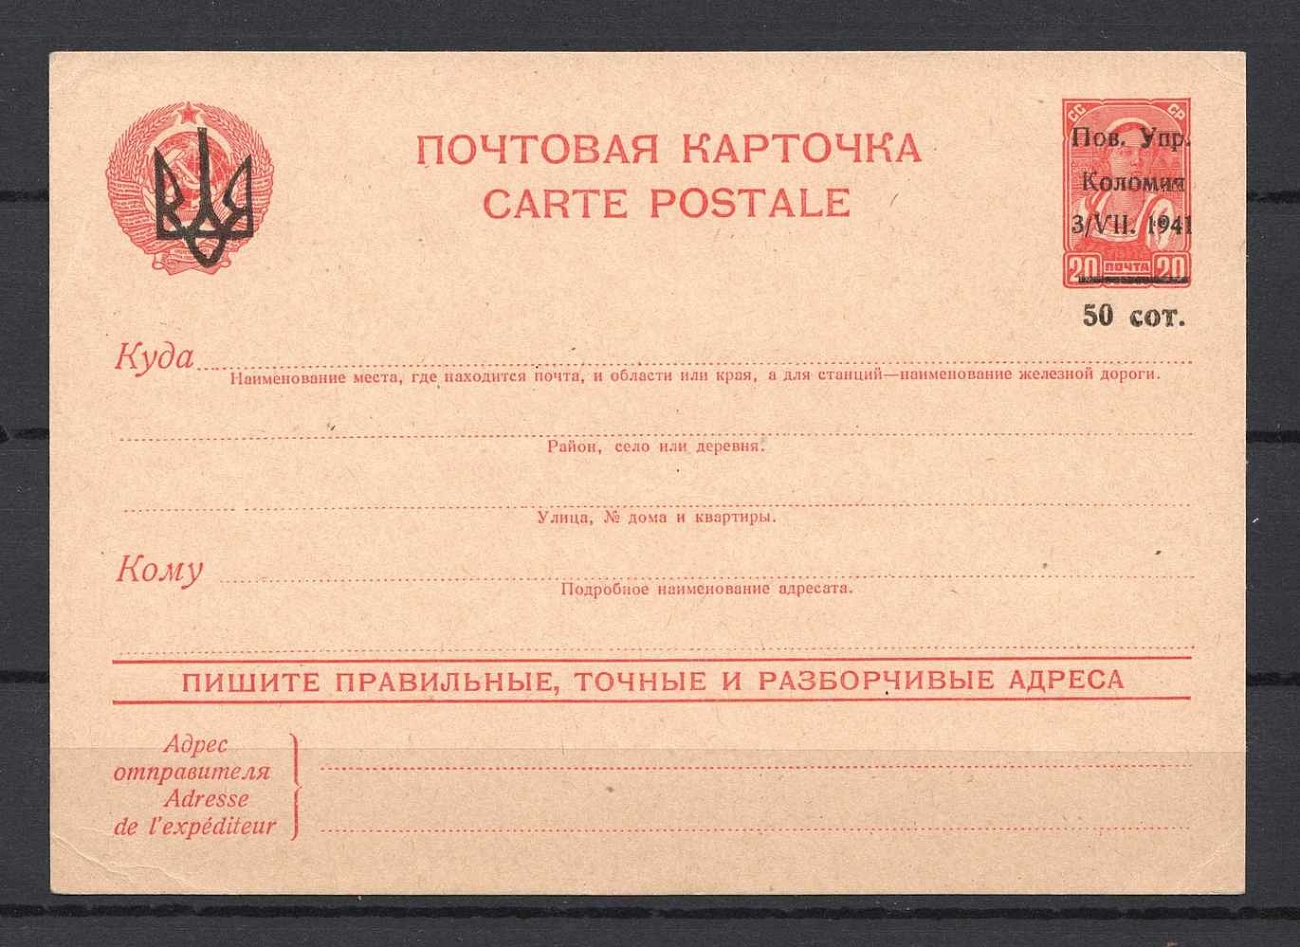 ПОЧТОВАЯ КАРТОЧКА
CARTE POSTALE
СС СР
Пов. Упр.
Коломия
3/VII. 1941
20 ПОЧТА 20
50 сот.
Куда
Наименование места, где находится почта, и области или края, а для станций—наименование железной дороги.
Район, село или деревня.
Улица, № дома и квартиры.
Кому
Подробное наименование адресата.
ПИШИТЕ ПРАВИЛЬНЫЕ, ТОЧНЫЕ И РАЗБОРЧИВЫЕ АДРЕСА
Адрес
отправителя
Adresse
de l'expéditeur